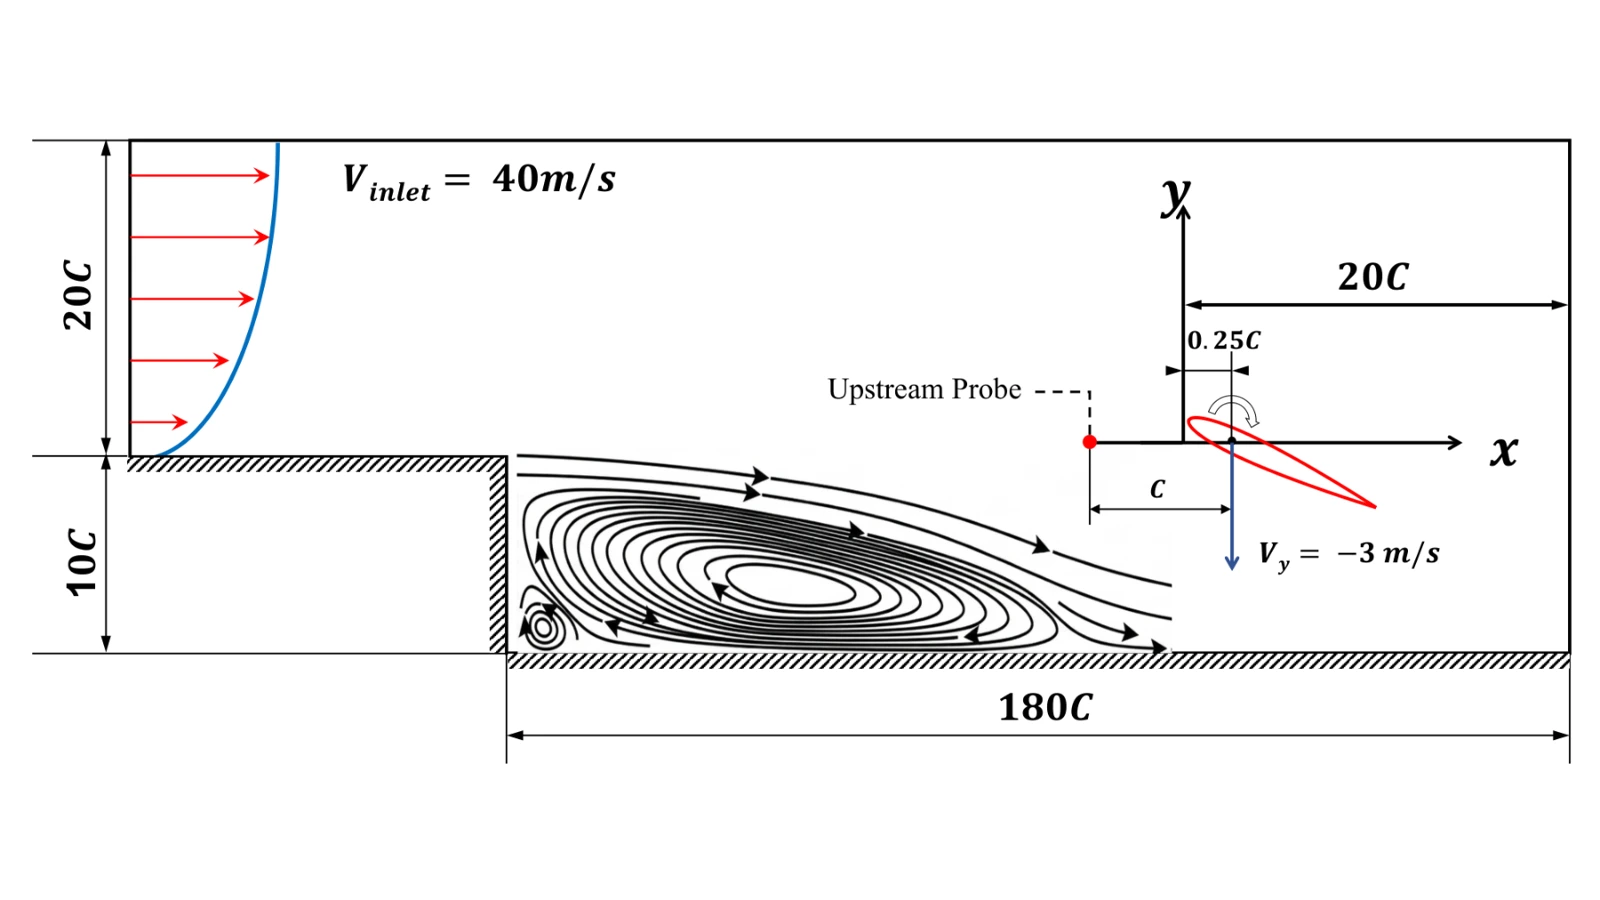 V_inlet = 40m/s
y
20C
20C
0.25C
Upstream Probe
x
C
V_y = −3 m/s
10C
180C